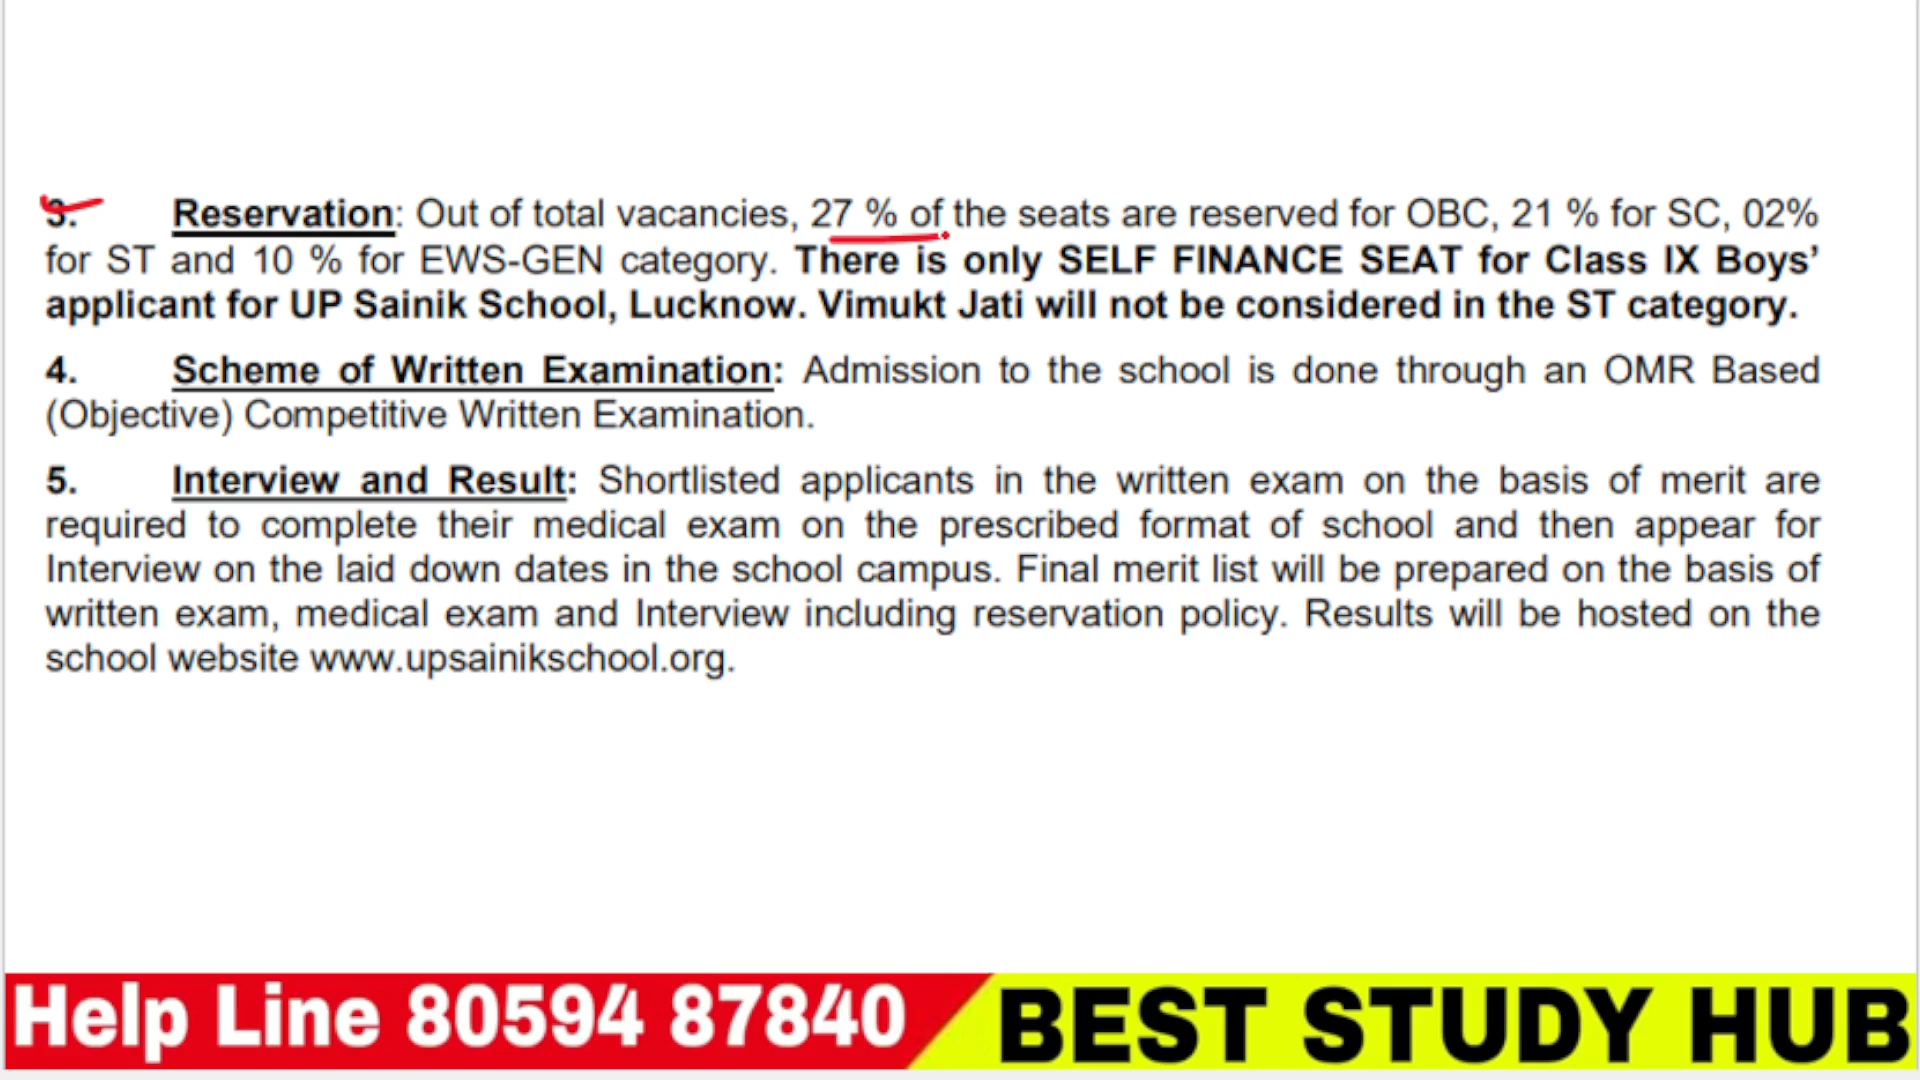 3. Reservation: Out of total vacancies, 27 % of the seats are reserved for OBC, 21 % for SC, 02%
for ST and 10 % for EWS-GEN category. There is only SELF FINANCE SEAT for Class IX Boys’
applicant for UP Sainik School, Lucknow. Vimukt Jati will not be considered in the ST category.
4. Scheme of Written Examination: Admission to the school is done through an OMR Based
(Objective) Competitive Written Examination.
5. Interview and Result: Shortlisted applicants in the written exam on the basis of merit are
required to complete their medical exam on the prescribed format of school and then appear for
Interview on the laid down dates in the school campus. Final merit list will be prepared on the basis of
written exam, medical exam and Interview including reservation policy. Results will be hosted on the
school website www.upsainikschool.org.
Help Line 80594 87840
BEST STUDY HUB